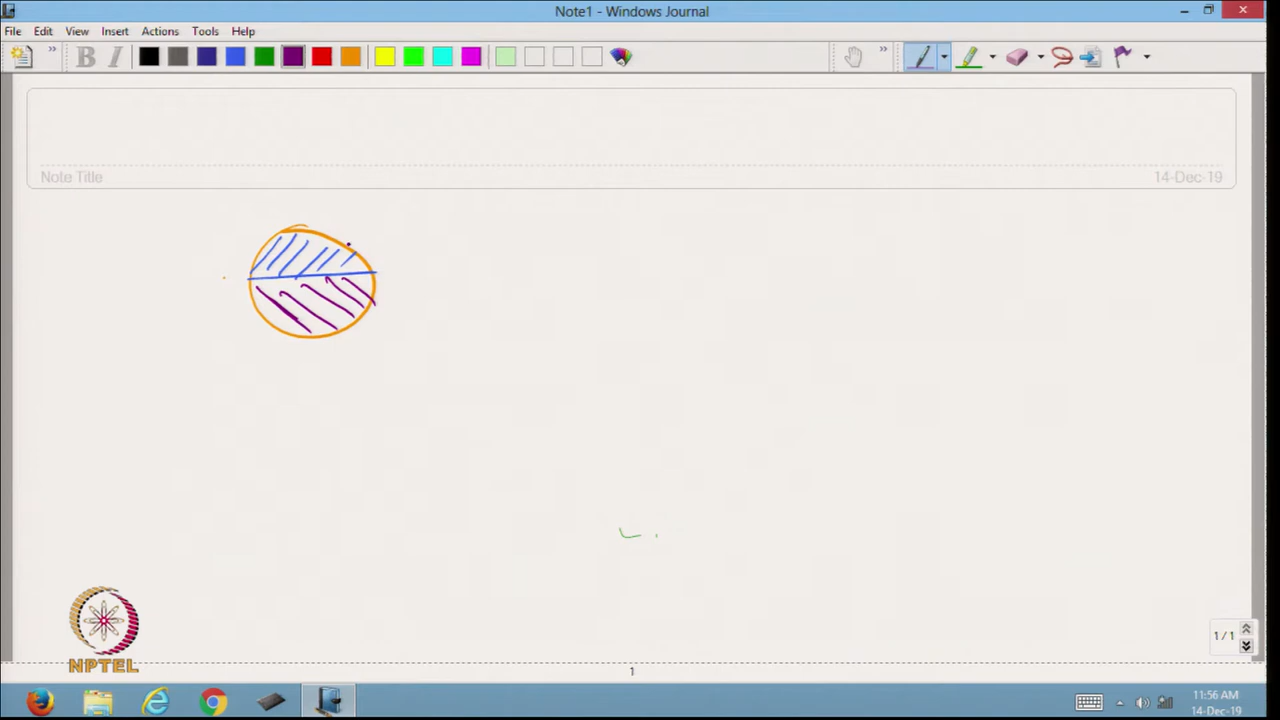 Note1 - Windows Journal
File Edit View Insert Actions Tools Help
B I
Note Title
14-Dec-19
NPTEL
1 / 1
1
11:56 AM
14-Dec-19